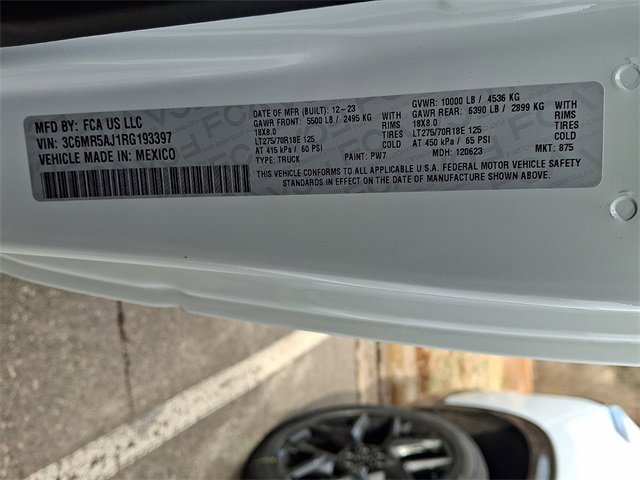 MFD BY: FCA US LLC
VIN: 3C6MR5AJ1RG193397
VEHICLE MADE IN: MEXICO
DATE OF MFR (BUILT): 12-23
GAWR FRONT: 5500 LB / 2495 KG WITH
18X8.0 RIMS,
LT275/70R18E 125 TIRES
AT 415 kPa / 60 PSI COLD
TYPE: TRUCK PAINT: PW7
GVWR: 10000 LB / 4536 KG
GAWR REAR: 6390 LB / 2899 KG WITH
18X8.0 RIMS,
LT275/70R18E 125 TIRES
AT 450 kPa / 65 PSI COLD
MDH: 120623 MKT: 875
THIS VEHICLE CONFORMS TO ALL APPLICABLE U.S.A. FEDERAL MOTOR VEHICLE SAFETY
STANDARDS IN EFFECT ON THE DATE OF MANUFACTURE SHOWN ABOVE.